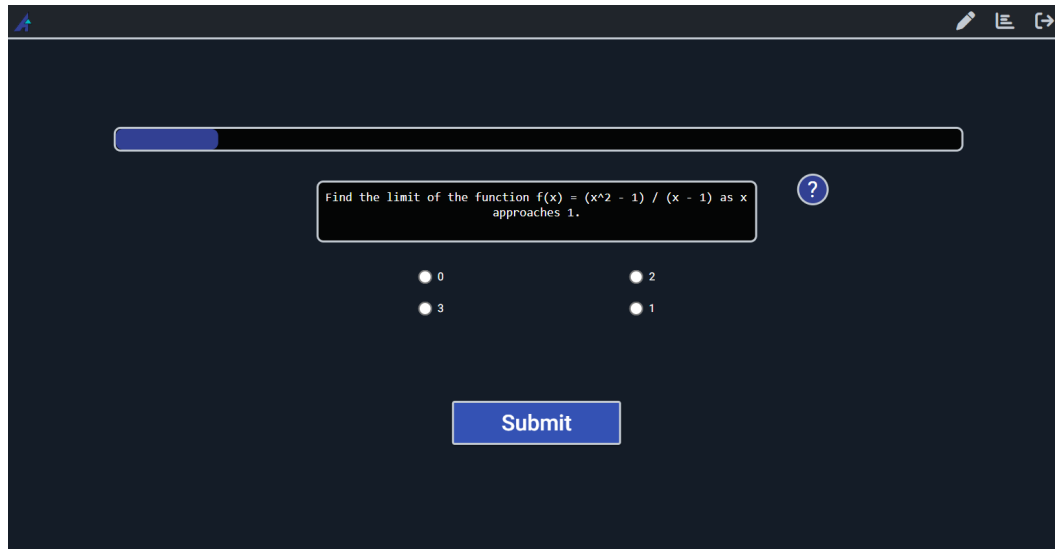 ?
Find the limit of the function f(x) = (x^2 - 1) / (x - 1) as x
approaches 1.
0
2
3
1
Submit